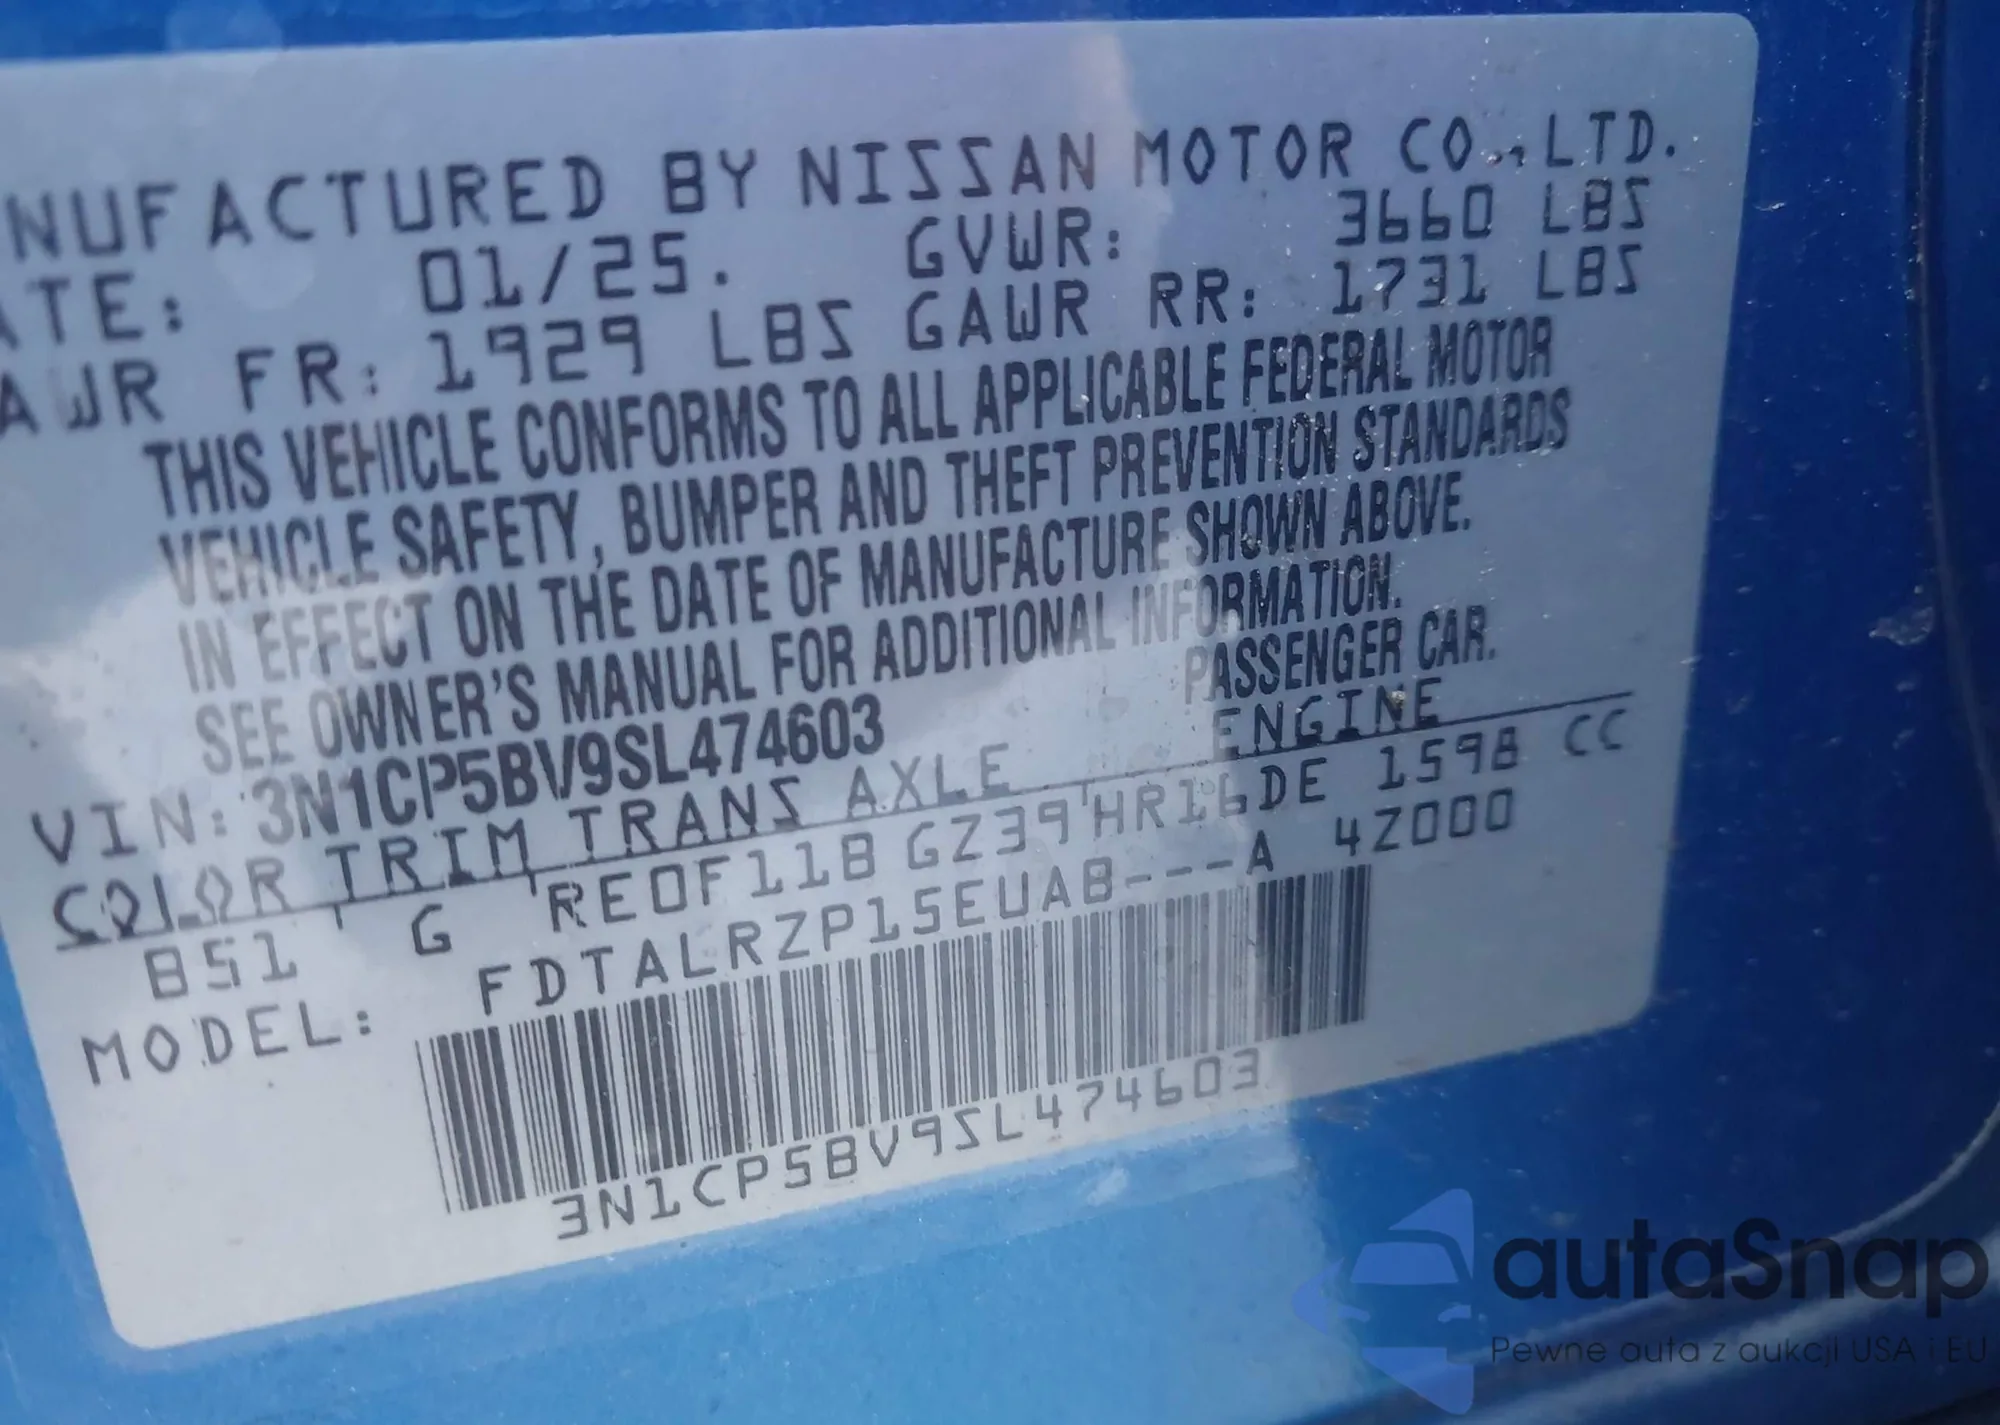 NUFACTURED BY NISSAN MOTOR CO., LTD.
ATE: 01/25. GVWR: 3660 LBS
AWR FR: 1929 LBS GAWR RR: 1731 LBS
THIS VEHICLE CONFORMS TO ALL APPLICABLE FEDERAL MOTOR
VEHICLE SAFETY, BUMPER AND THEFT PREVENTION STANDARDS
IN EFFECT ON THE DATE OF MANUFACTURE SHOWN ABOVE.
SEE OWNER'S MANUAL FOR ADDITIONAL INFORMATION.
VIN: 3N1CP5BV9SL474603 PASSENGER CAR.
COLOR TRIM TRANS AXLE ENGINE
B51 G RE0F11B GZ39 HR16DE 1598 CC
MODEL: FDTALRZP15EUAB---A 4Z000
3N1CP5BV9SL474603
autaSnap
Pewne auta z aukcji USA i EU